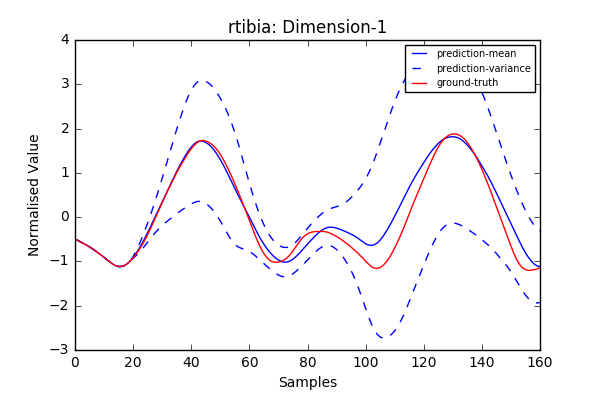 rtibia: Dimension-1
prediction-mean
prediction-variance
ground-truth
Normalised Value
4
3
2
1
0
−1
−2
−3
0 20 40 60 80 100 120 140 160
Samples